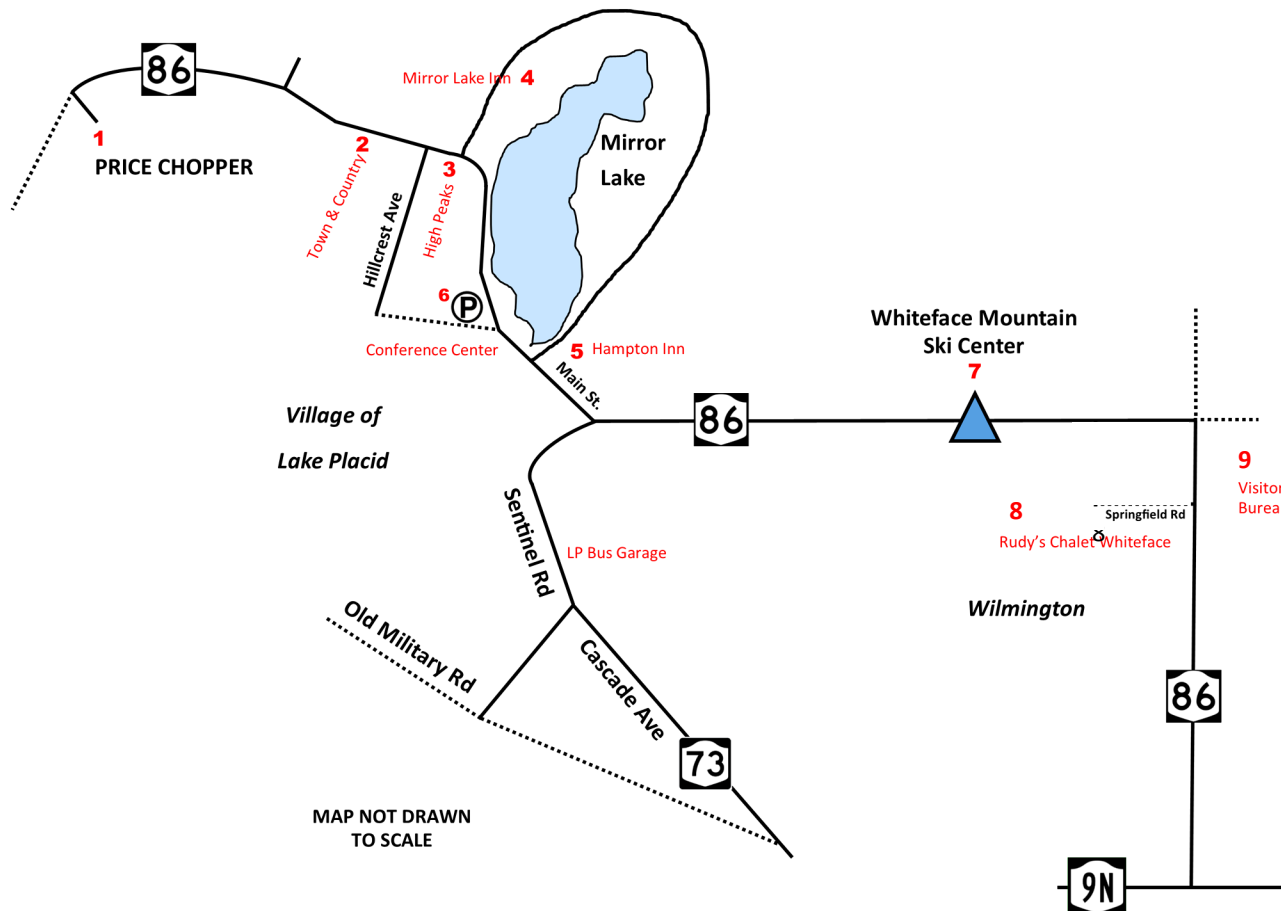 86
Mirror Lake Inn 4
1
PRICE CHOPPER
2
Town & Country
3
High Peaks
Hillcrest Ave
Mirror
Lake
6
P
Conference Center
5 Hampton Inn
Main St.
Whiteface Mountain
Ski Center
7
86
Village of
Lake Placid
9
Visitor
Burea
8
Springfield Rd
Rudy's Chalet Whiteface
Sentinel Rd
LP Bus Garage
Wilmington
Old Military Rd
Cascade Ave
86
73
MAP NOT DRAWN
TO SCALE
9N